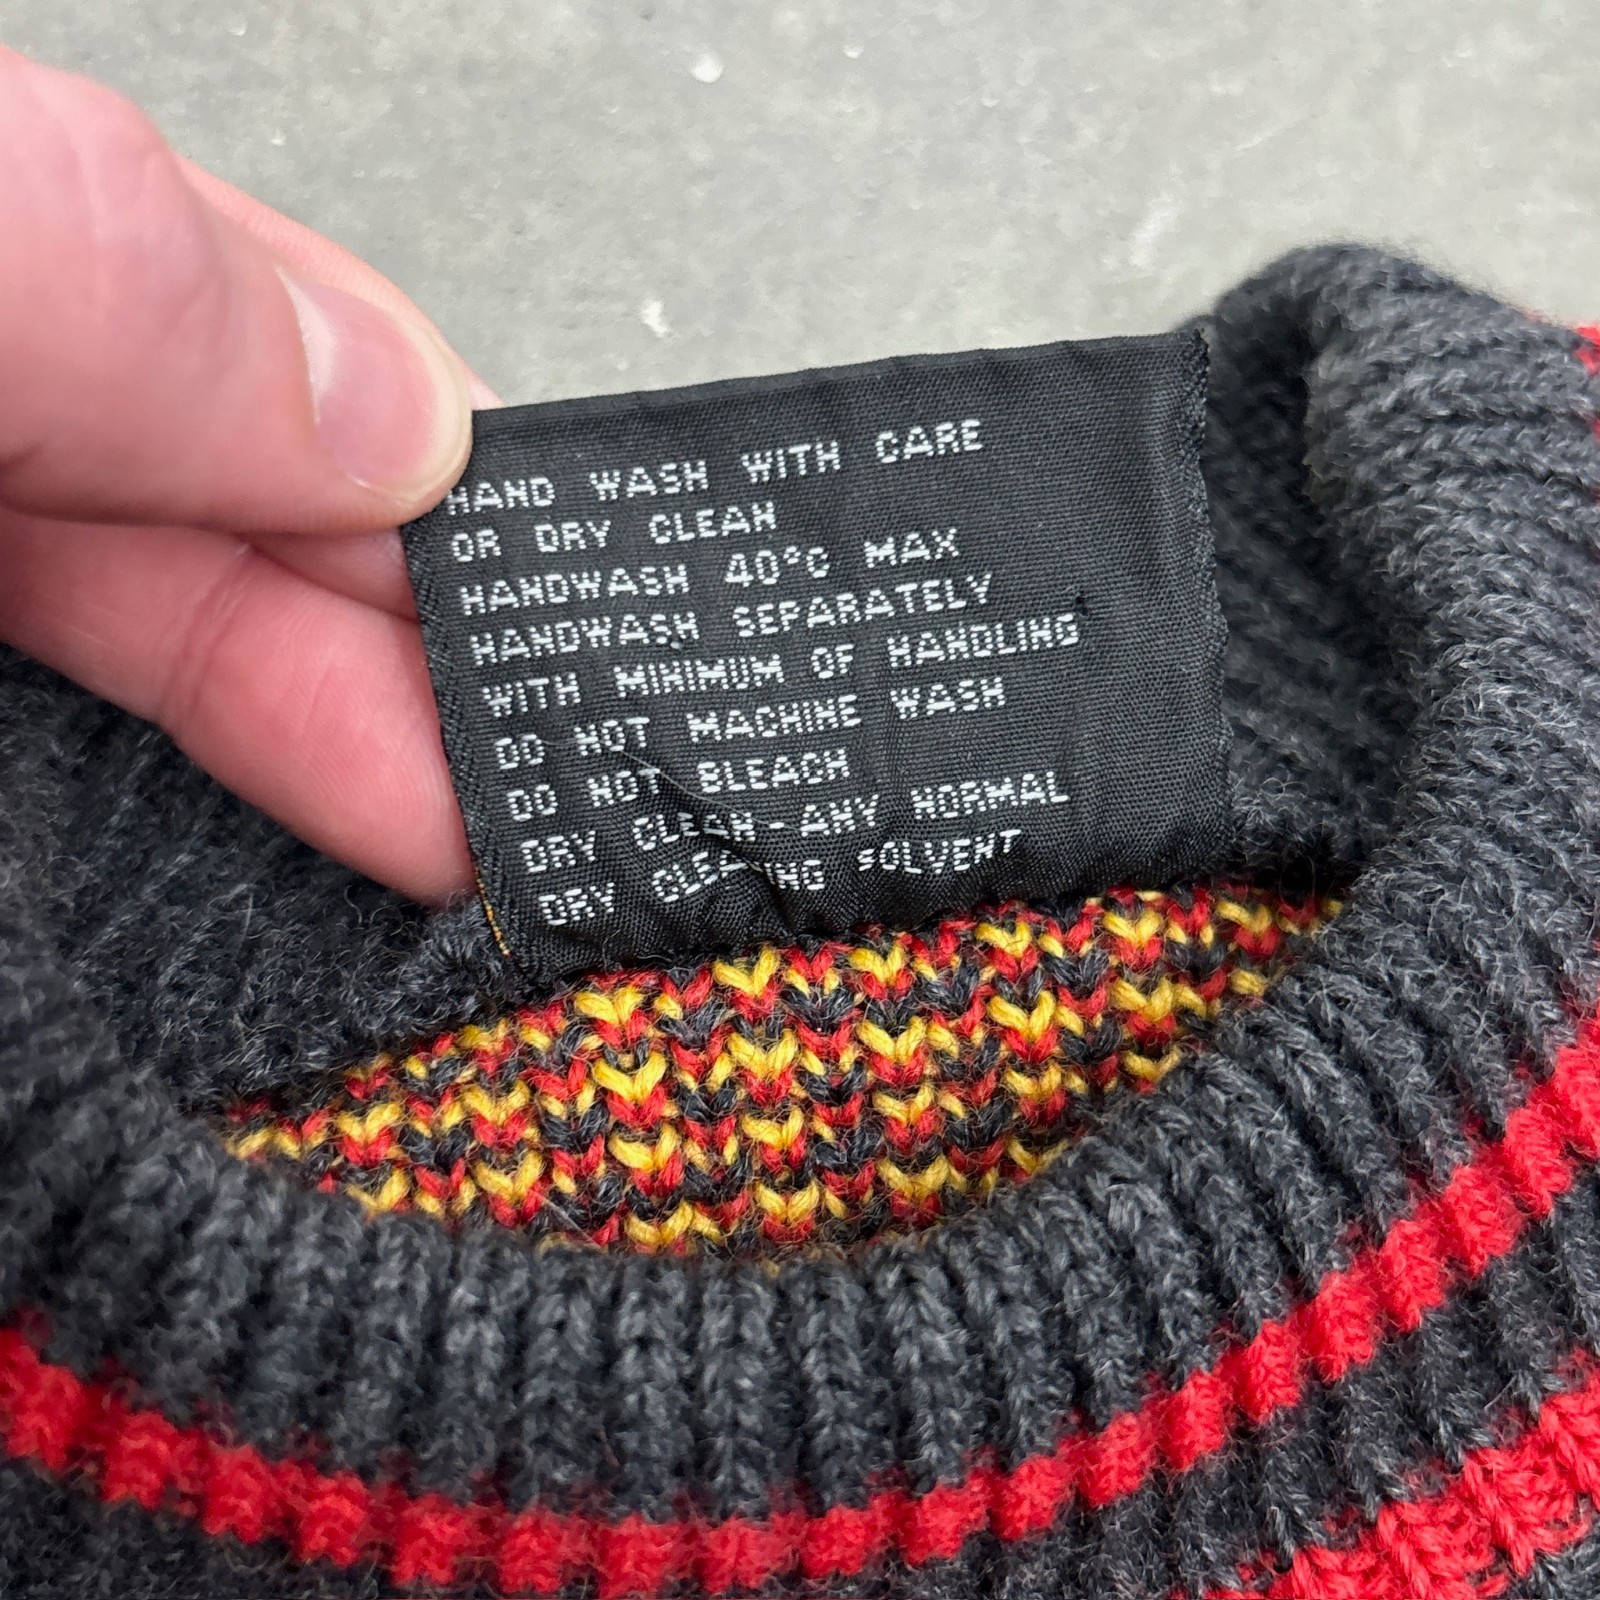 HAND WASH WITH CARE
OR DRY CLEAN
HANDWASH 40°C MAX
HANDWASH SEPARATELY
WITH MINIMUM OF HANDLING
DO NOT MACHINE WASH
DO NOT BLEACH
DRY CLEAN - ANY NORMAL
DRY CLEANING SOLVENT